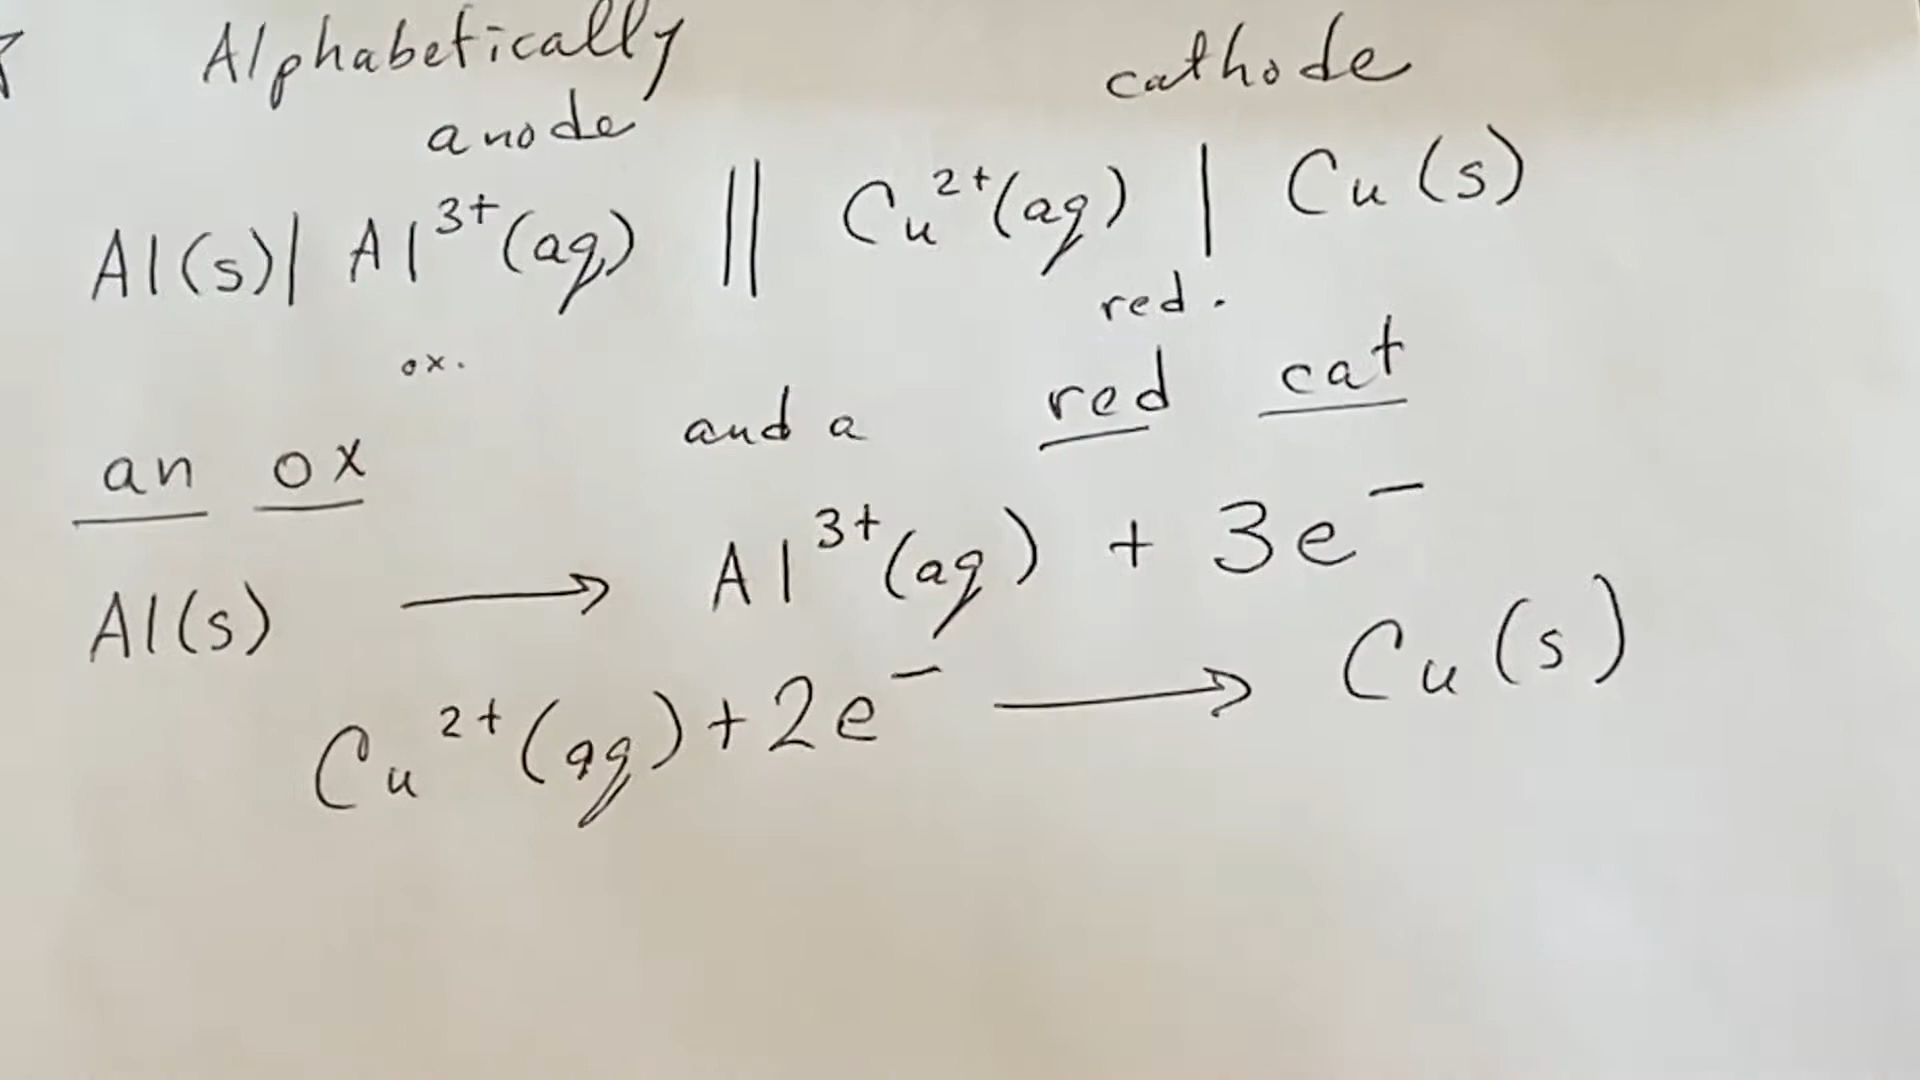 Alphabetically cathode
anode
Al(s)| Al³⁺(aq) || Cu²⁺(aq) | Cu(s)
ox. red.
an ox and a red cat
Al(s) ⟶ Al³⁺(aq) + 3e⁻
Cu²⁺(aq) + 2e⁻ ⟶ Cu(s)